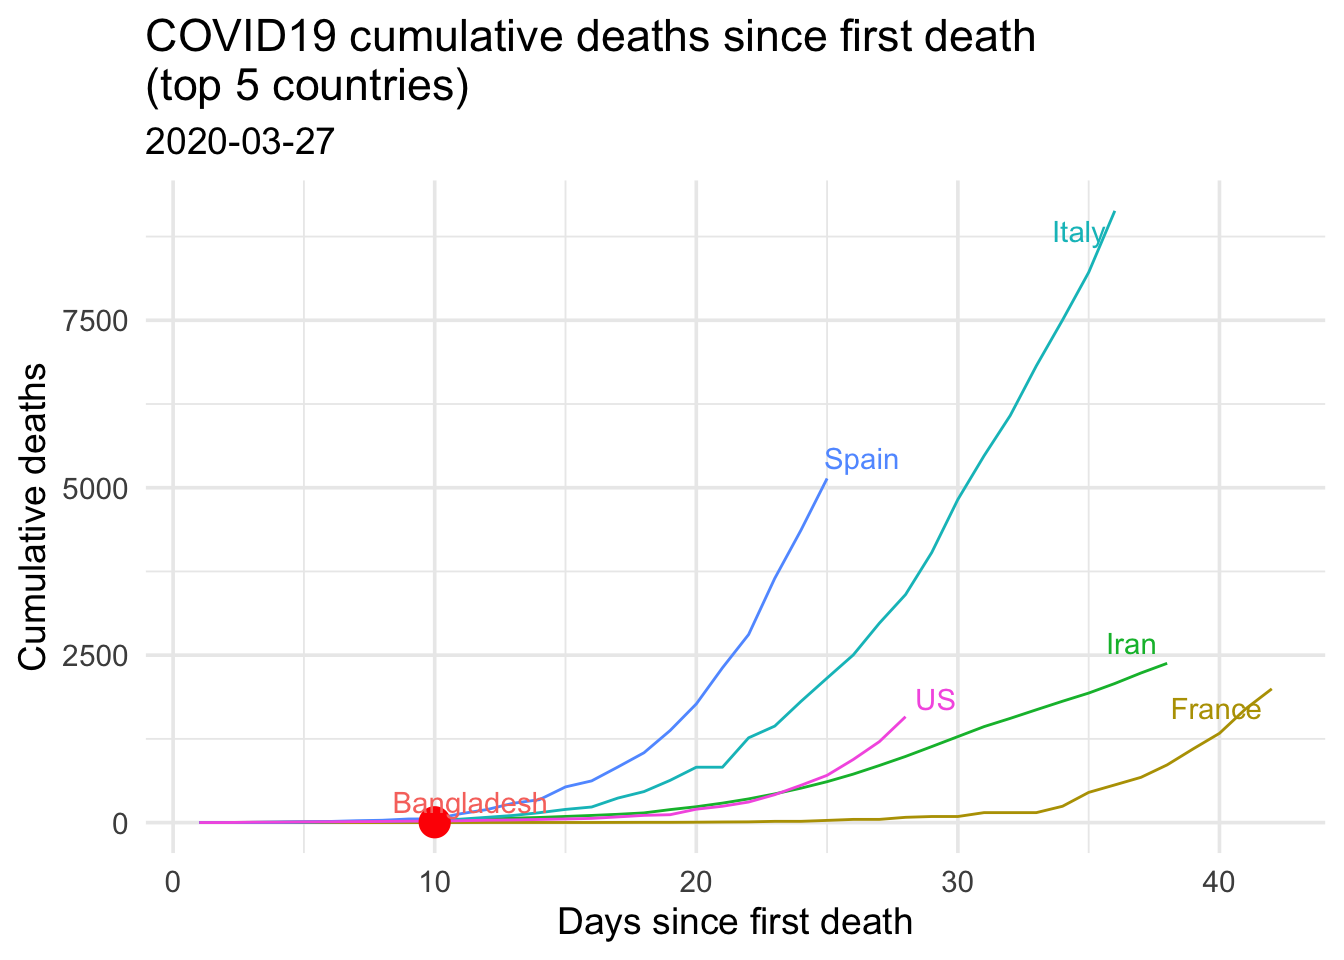 COVID19 cumulative deaths since first death
(top 5 countries)
2020-03-27
Cumulative deaths
7500
5000
2500
0
Italy
Spain
Iran
US
France
Bangladesh
0 10 20 30 40
Days since first death